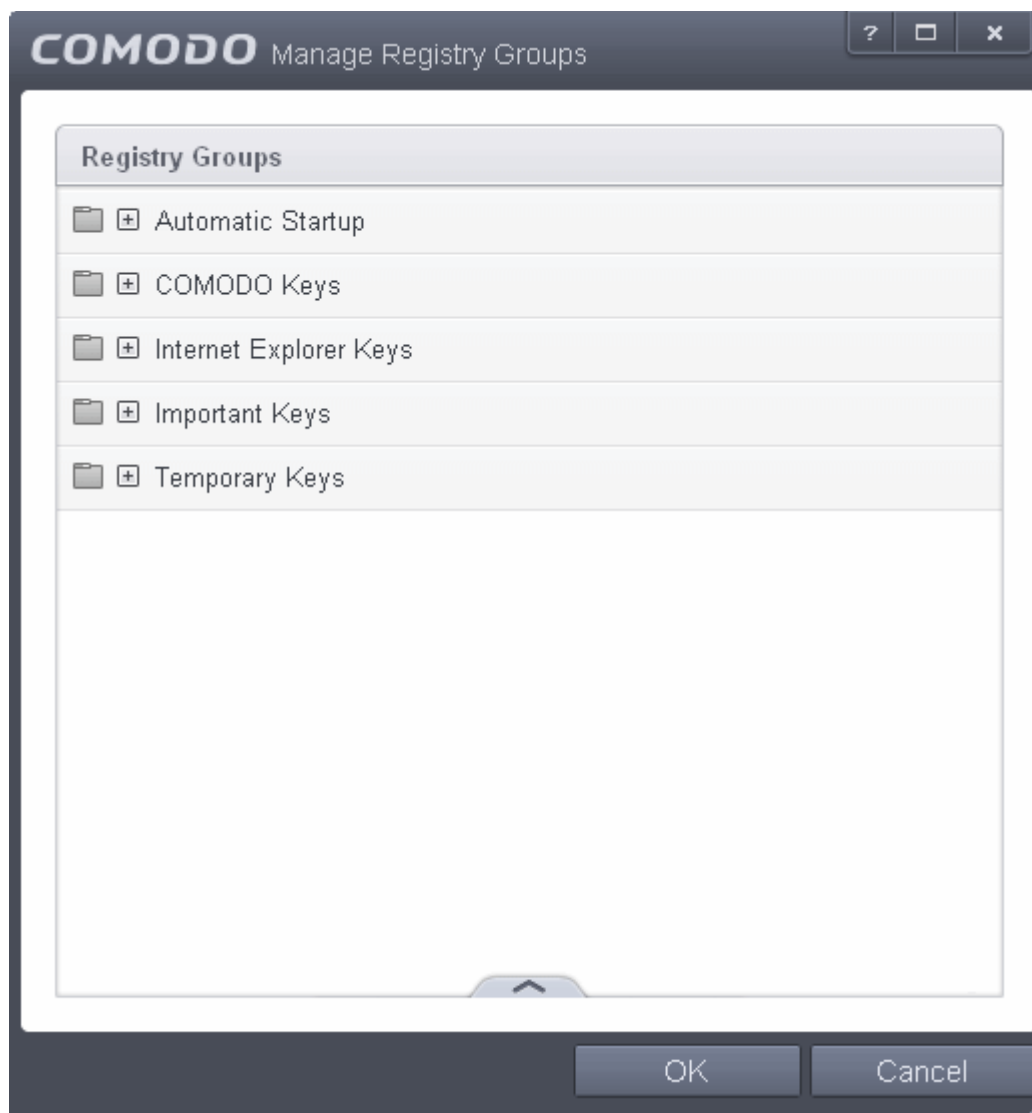 COMODO Manage Registry Groups
?
Registry Groups
Automatic Startup
COMODO Keys
Internet Explorer Keys
Important Keys
Temporary Keys
OK Cancel